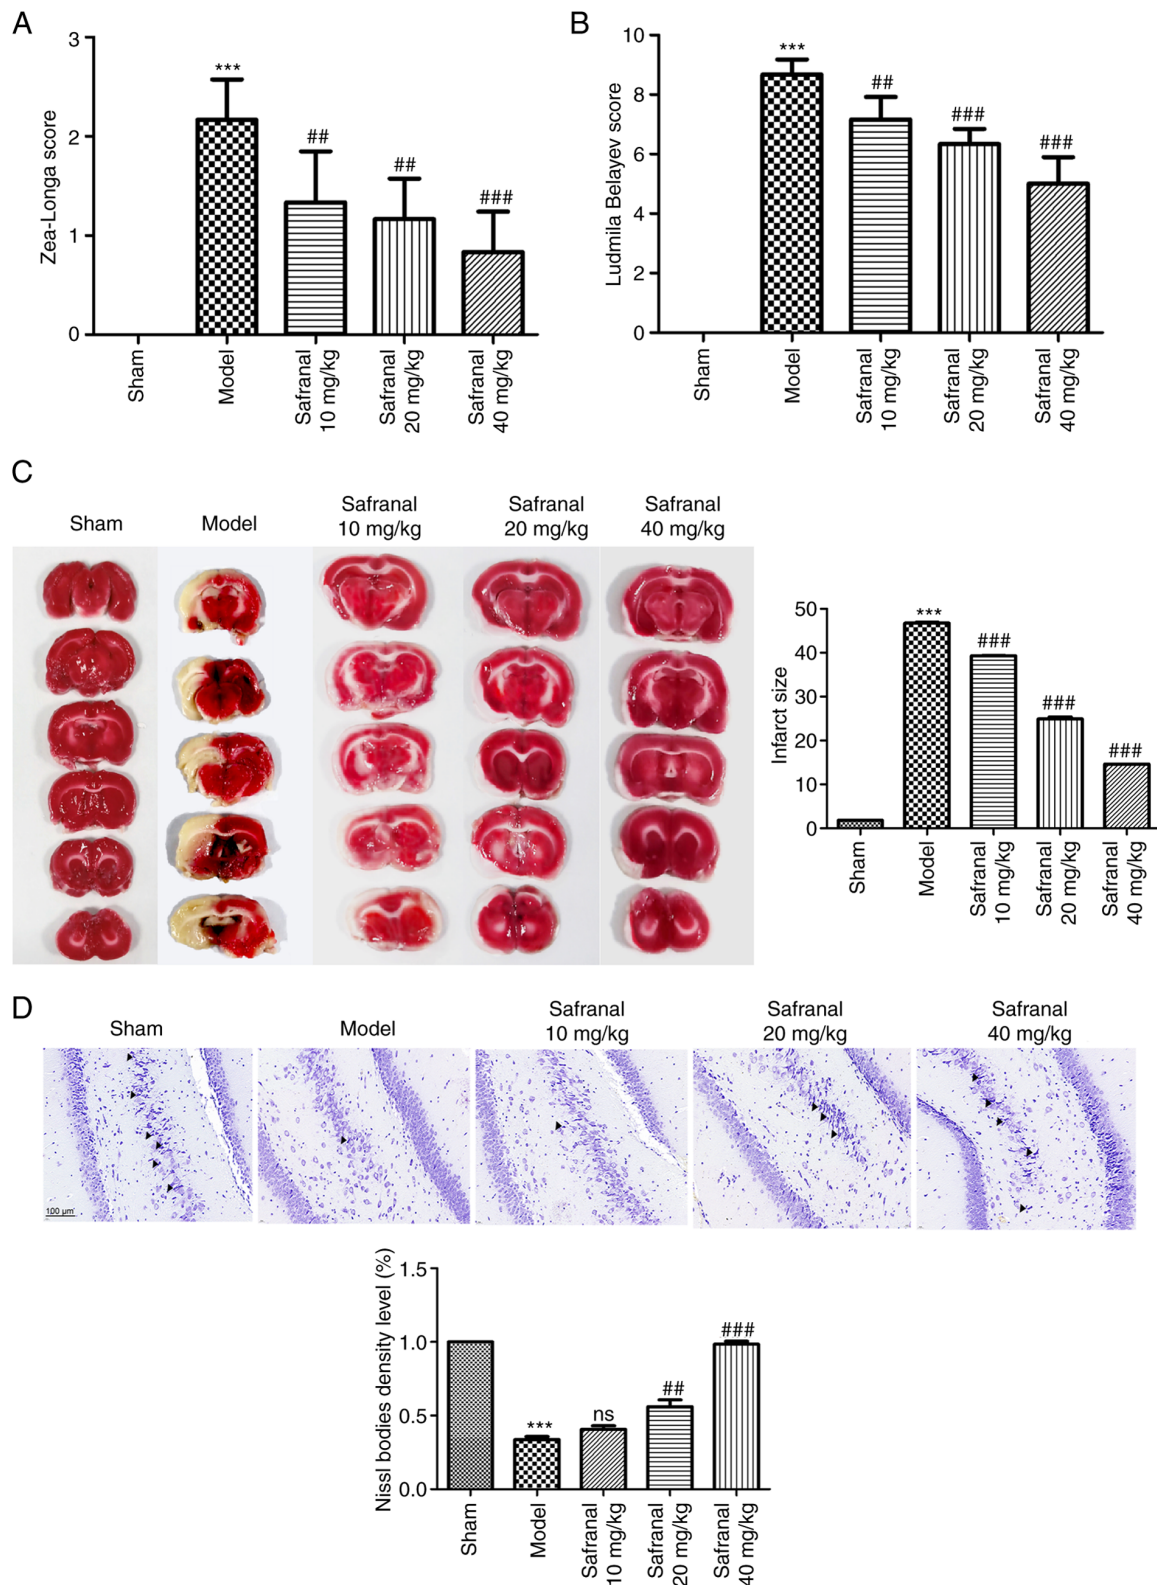 A
Zea-Longa score
3
2
1
0
***
##
##
###
Sham
Model
Safranal
10 mg/kg
Safranal
20 mg/kg
Safranal
40 mg/kg
B
Ludmila Belayev score
10
8
6
4
2
0
***
##
###
###
Sham
Model
Safranal
10 mg/kg
Safranal
20 mg/kg
Safranal
40 mg/kg
C
Sham
Model
Safranal
10 mg/kg
Safranal
20 mg/kg
Safranal
40 mg/kg
Infarct size
50
40
30
20
10
0
***
###
###
###
Sham
Model
Safranal
10 mg/kg
Safranal
20 mg/kg
Safranal
40 mg/kg
D
Sham
Model
Safranal
10 mg/kg
Safranal
20 mg/kg
Safranal
40 mg/kg
100 µm
Nissl bodies density level (%)
1.5
1.0
0.5
0.0
***
ns
##
###
Sham
Model
Safranal
10 mg/kg
Safranal
20 mg/kg
Safranal
40 mg/kg